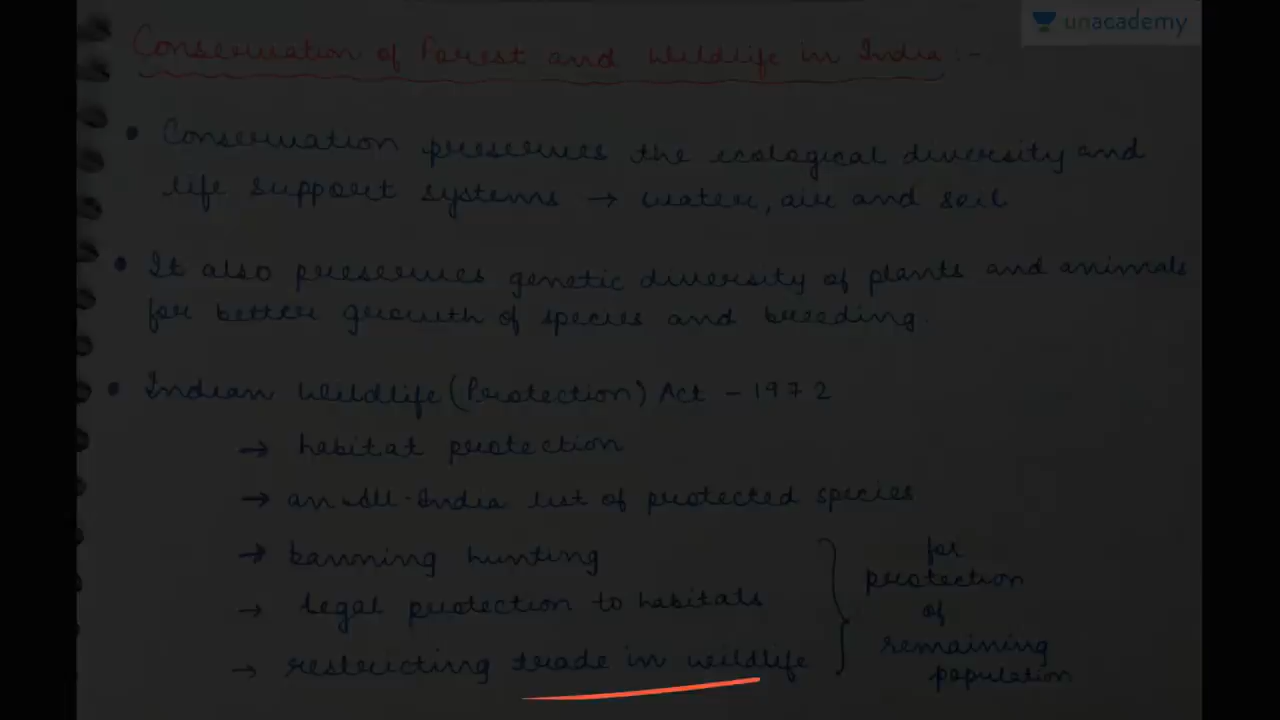 unacademy
Conservation of Forest and Wildlife in India :-
• Conservation preserves the ecological diversity and
life support systems → water, air and soil
• It also preserves genetic diversity of plants and animals
for better growth of species and breeding.
• Indian Wildlife (Protection) Act - 1972
→ habitat protection
→ an All-India list of protected species
→ banning hunting
→ legal protection to habitats
→ restricting trade in wildlife
for
protection
of
remaining
population